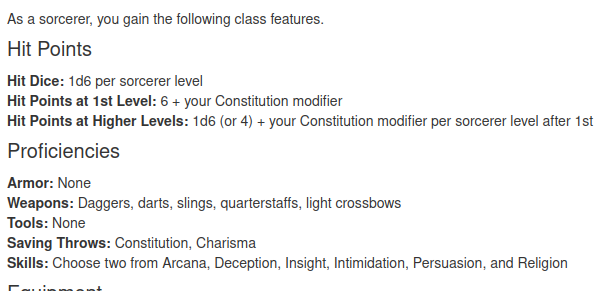 As a sorcerer, you gain the following class features.
Hit Points
Hit Dice: 1d6 per sorcerer level
Hit Points at 1st Level: 6 + your Constitution modifier
Hit Points at Higher Levels: 1d6 (or 4) + your Constitution modifier per sorcerer level after 1st
Proficiencies
Armor: None
Weapons: Daggers, darts, slings, quarterstaffs, light crossbows
Tools: None
Saving Throws: Constitution, Charisma
Skills: Choose two from Arcana, Deception, Insight, Intimidation, Persuasion, and Religion
Equipment